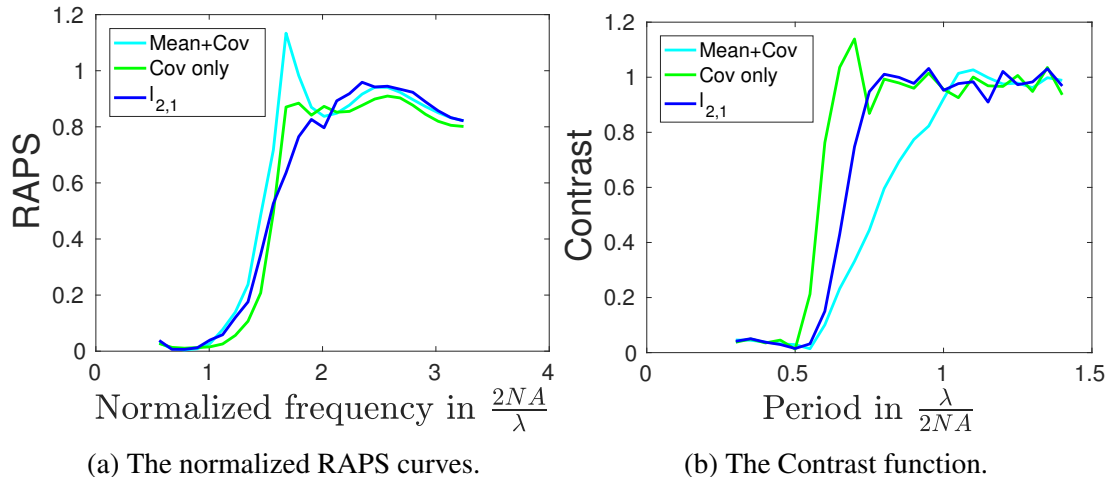 1.2
1
0.8
0.6
0.4
0.2
0
RAPS
Mean+Cov
Cov only
l2,1
0 1 2 3 4
Normalized frequency in 2NA/λ
(a) The normalized RAPS curves.
1.2
1
0.8
0.6
0.4
0.2
0
Contrast
Mean+Cov
Cov only
l2,1
0 0.5 1 1.5
Period in λ/2NA
(b) The Contrast function.